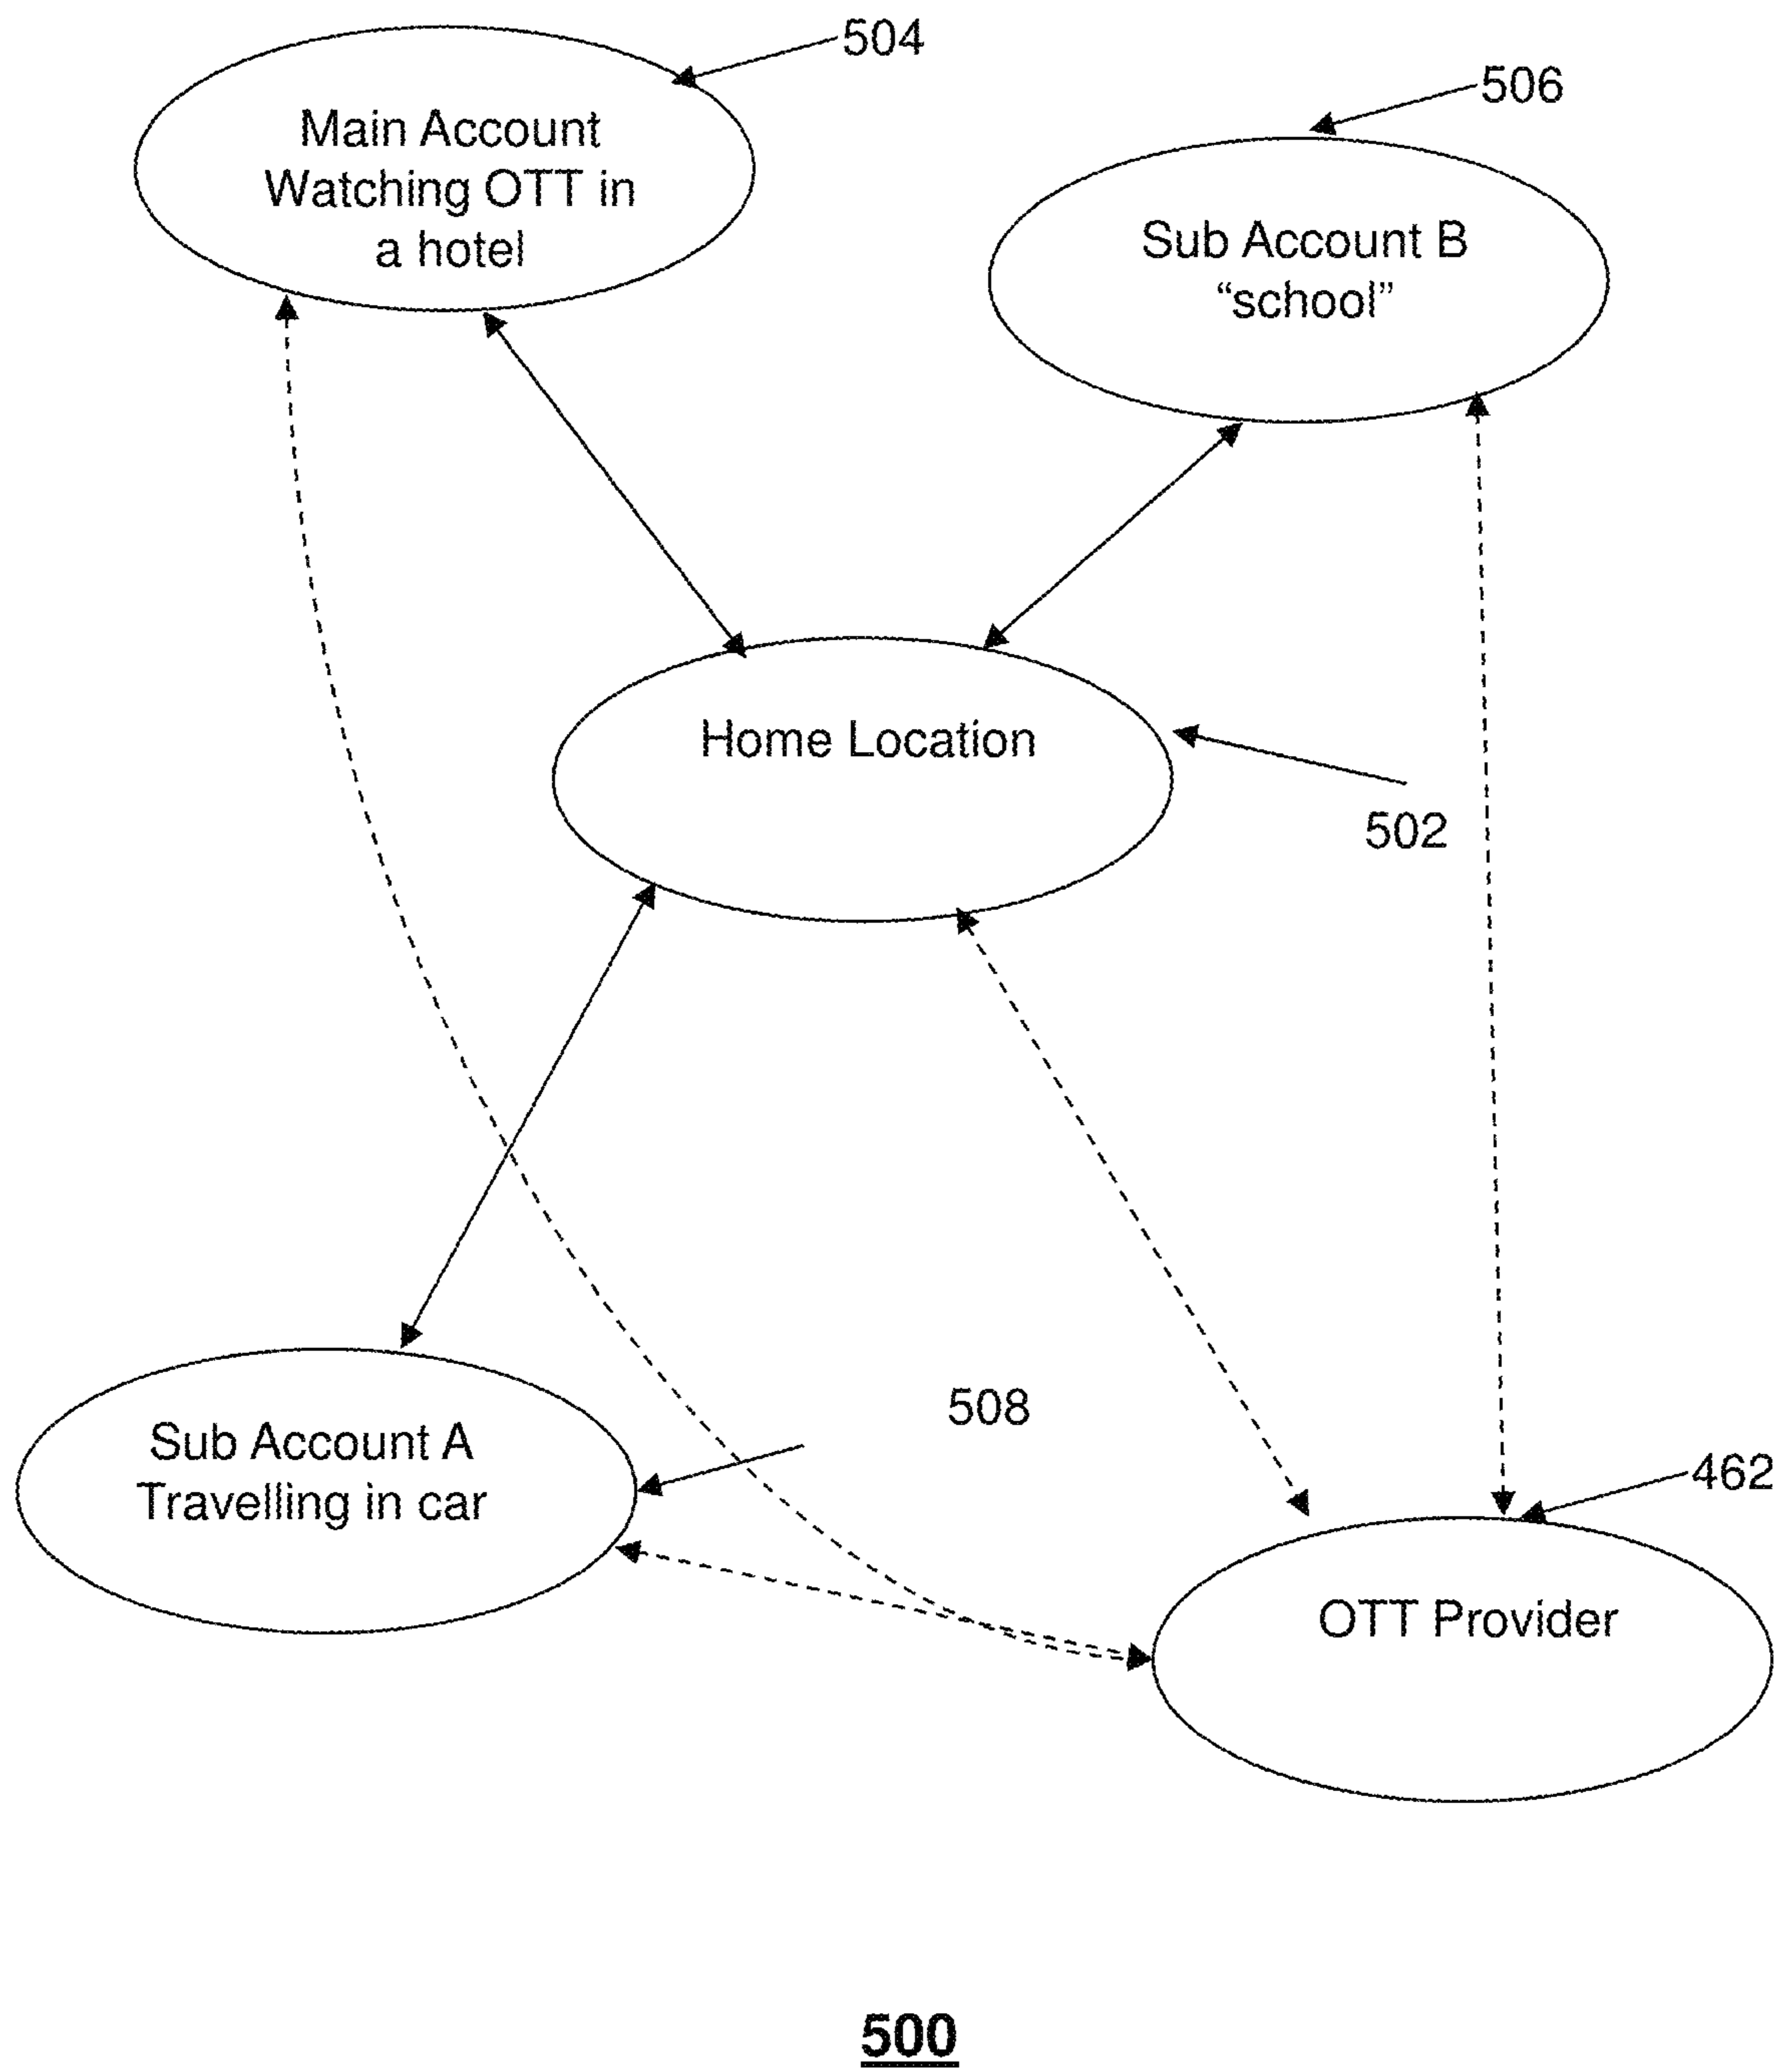 504
Main Account
Watching OTT in
a hotel
506
Sub Account B
“school”
Home Location
502
508
Sub Account A
Travelling in car
462
OTT Provider
500